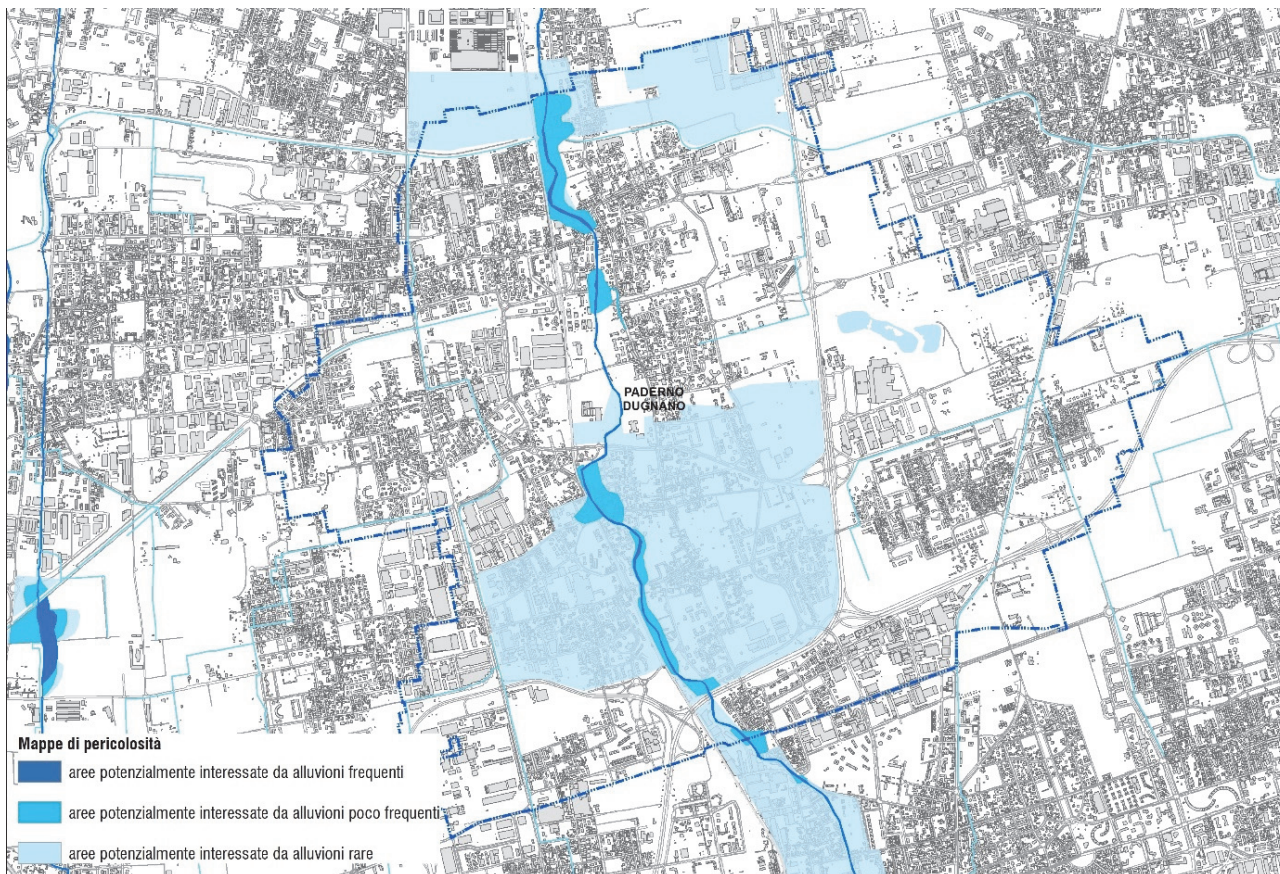 PADERNO
DUGNANO
Mappe di pericolosità
aree potenzialmente interessate da alluvioni frequenti
aree potenzialmente interessate da alluvioni poco frequenti
aree potenzialmente interessate da alluvioni rare